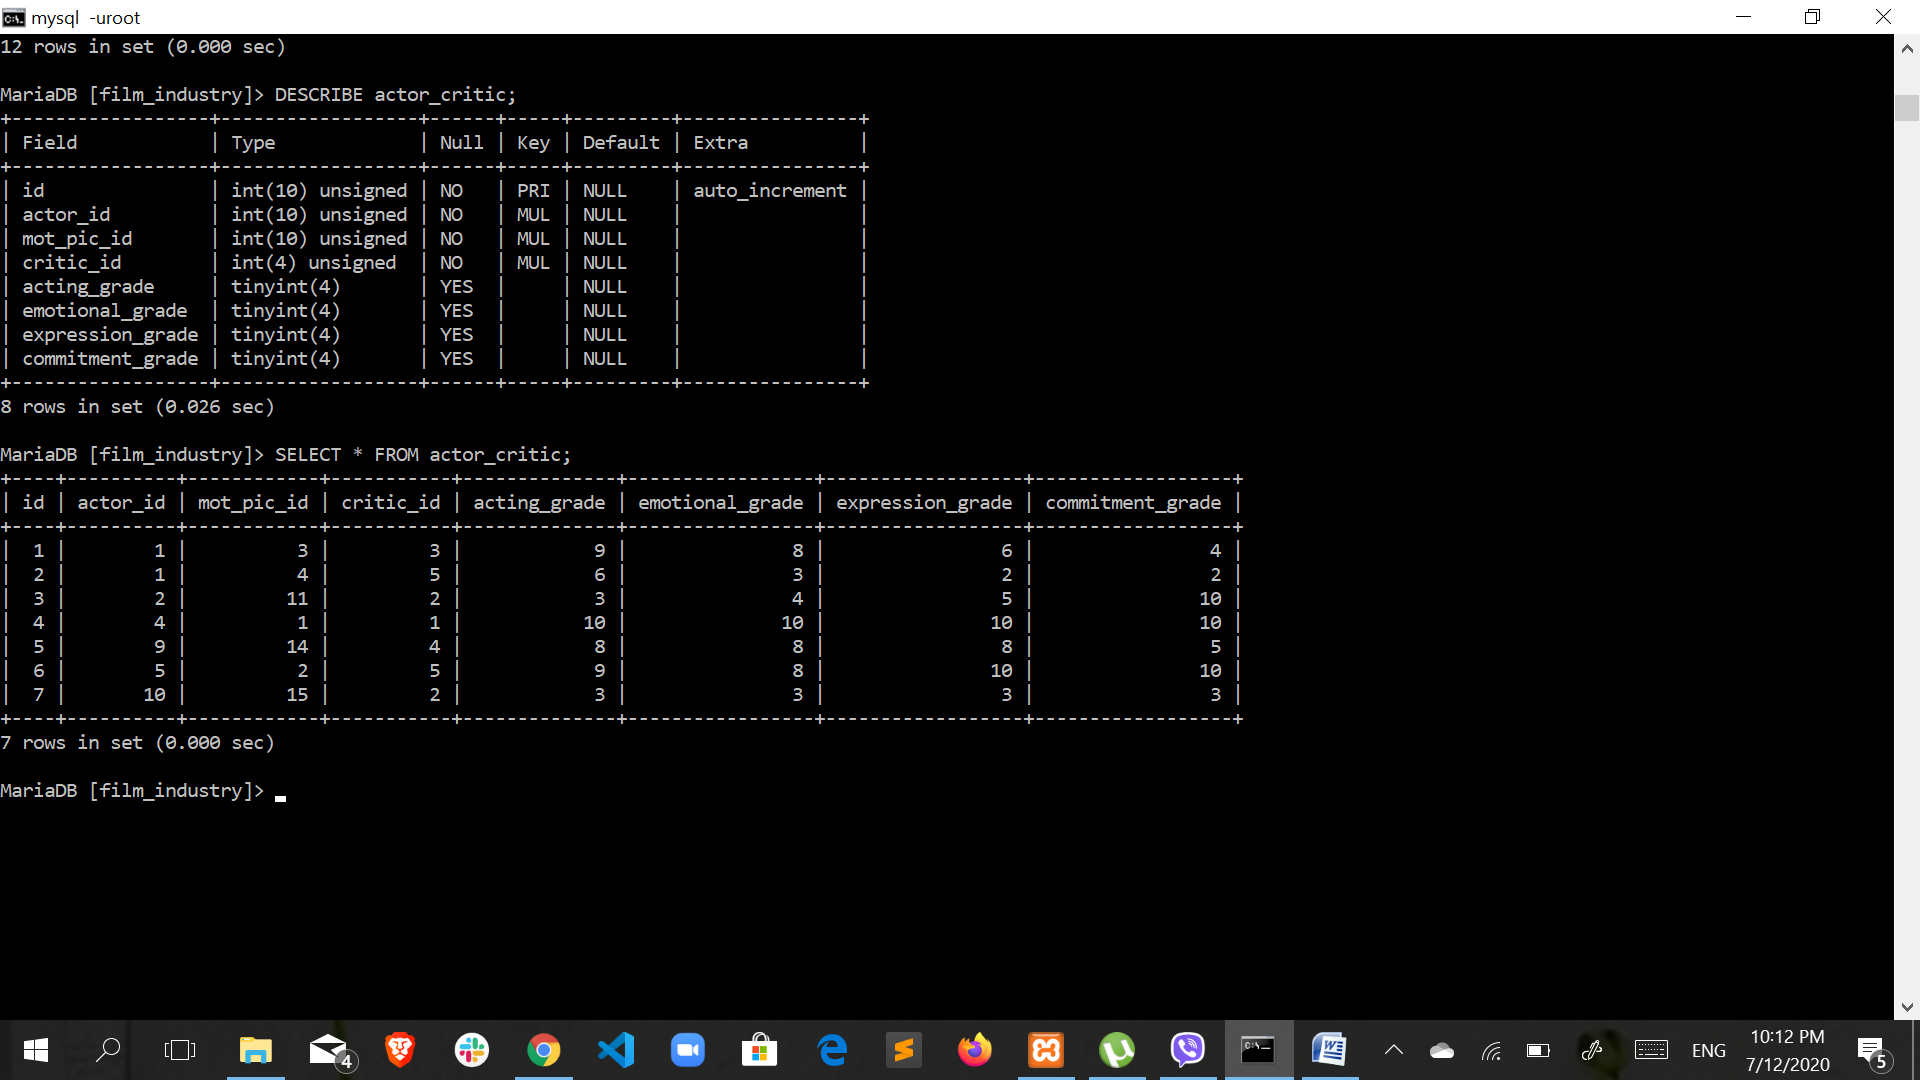 mysql  -uroot
12 rows in set (0.000 sec)
MariaDB [film_industry]> DESCRIBE actor_critic;
+------------------+------------------+------+-----+---------+----------------+
| Field            | Type             | Null | Key | Default | Extra          |
+------------------+------------------+------+-----+---------+----------------+
| id               | int(10) unsigned | NO   | PRI | NULL    | auto_increment |
| actor_id         | int(10) unsigned | NO   | MUL | NULL    |                |
| mot_pic_id       | int(10) unsigned | NO   | MUL | NULL    |                |
| critic_id        | int(4) unsigned  | NO   | MUL | NULL    |                |
| acting_grade     | tinyint(4)       | YES  |     | NULL    |                |
| emotional_grade  | tinyint(4)       | YES  |     | NULL    |                |
| expression_grade | tinyint(4)       | YES  |     | NULL    |                |
| commitment_grade | tinyint(4)       | YES  |     | NULL    |                |
+------------------+------------------+------+-----+---------+----------------+
8 rows in set (0.026 sec)
MariaDB [film_industry]> SELECT * FROM actor_critic;
+----+----------+------------+-----------+--------------+-----------------+------------------+------------------+
| id | actor_id | mot_pic_id | critic_id | acting_grade | emotional_grade | expression_grade | commitment_grade |
+----+----------+------------+-----------+--------------+-----------------+------------------+------------------+
|  1 |        1 |          3 |         3 |            9 |               8 |                6 |                4 |
|  2 |        1 |          4 |         5 |            6 |               3 |                2 |                2 |
|  3 |        2 |         11 |         2 |            3 |               4 |                5 |               10 |
|  4 |        4 |          1 |         1 |           10 |              10 |               10 |               10 |
|  5 |        9 |         14 |         4 |            8 |               8 |                8 |                5 |
|  6 |        5 |          2 |         5 |            9 |               8 |               10 |               10 |
|  7 |       10 |         15 |         2 |            3 |               3 |                3 |                3 |
+----+----------+------------+-----------+--------------+-----------------+------------------+------------------+
7 rows in set (0.000 sec)
MariaDB [film_industry]> _
4
ENG
10:12 PM
7/12/2020
5